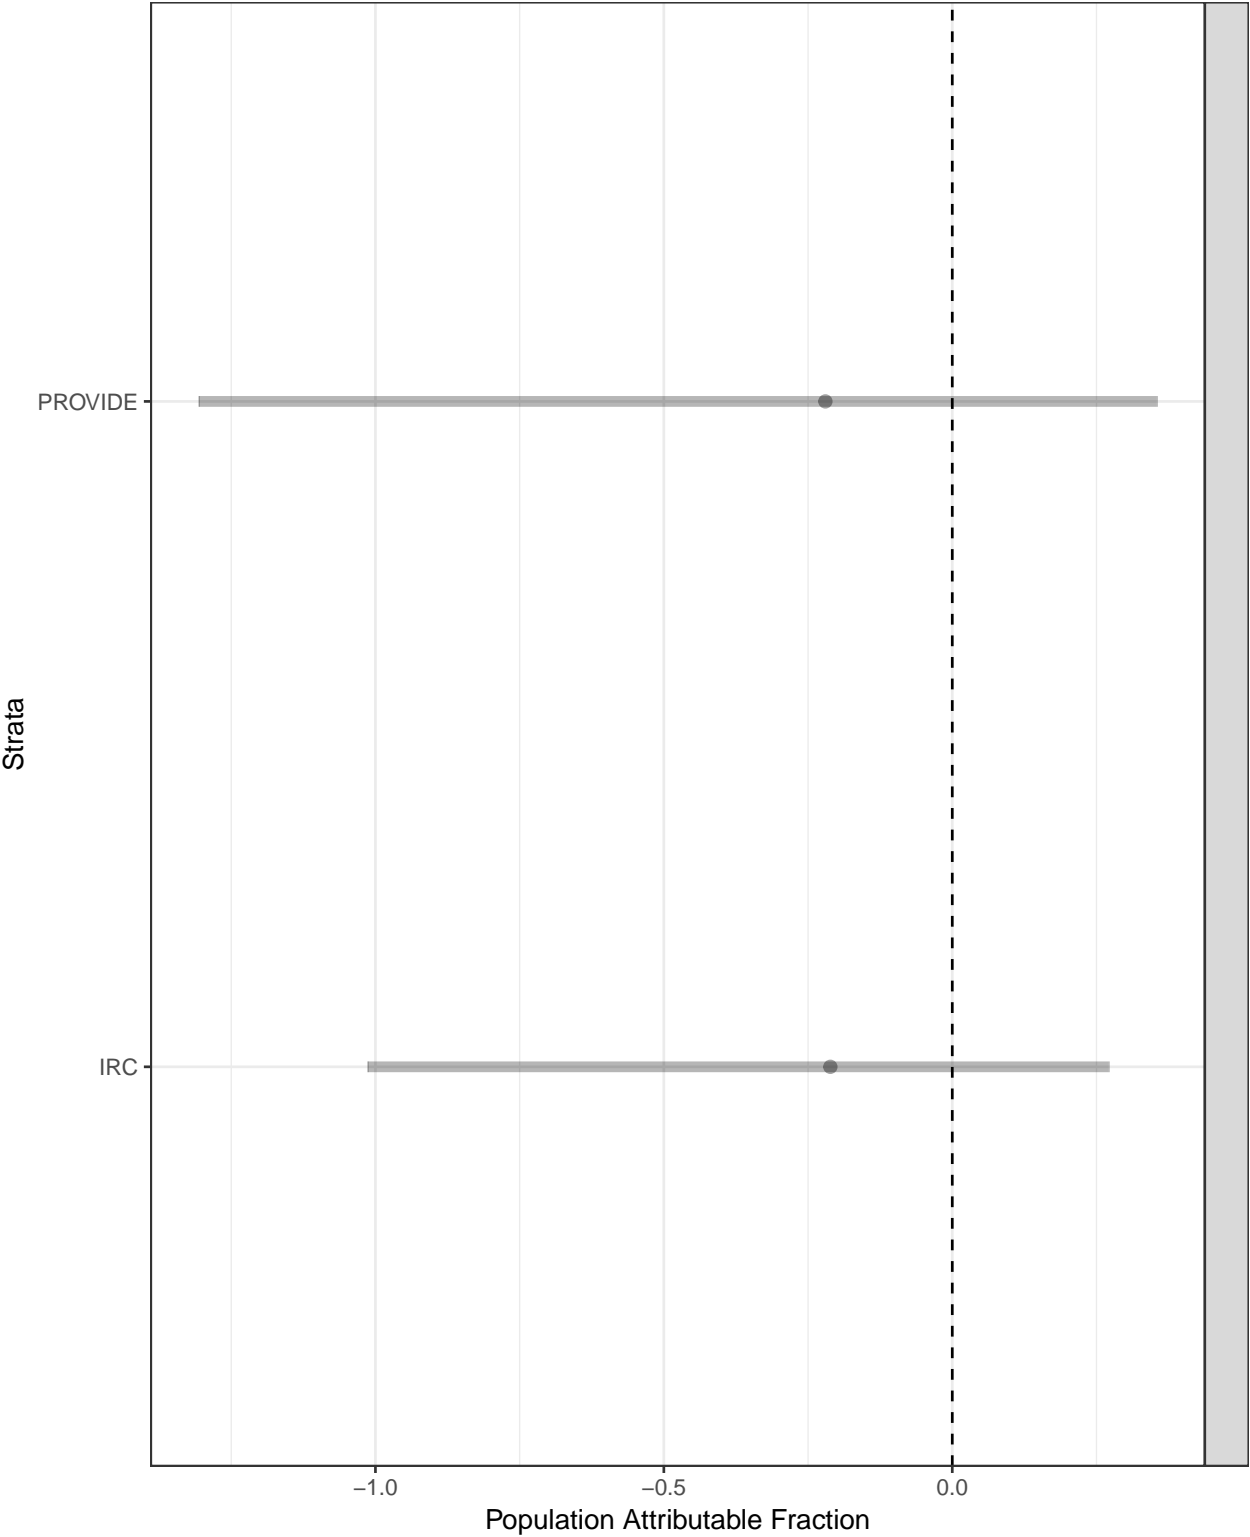 Strata
PROVIDE
IRC
−1.0
−0.5
0.0
Population Attributable Fraction